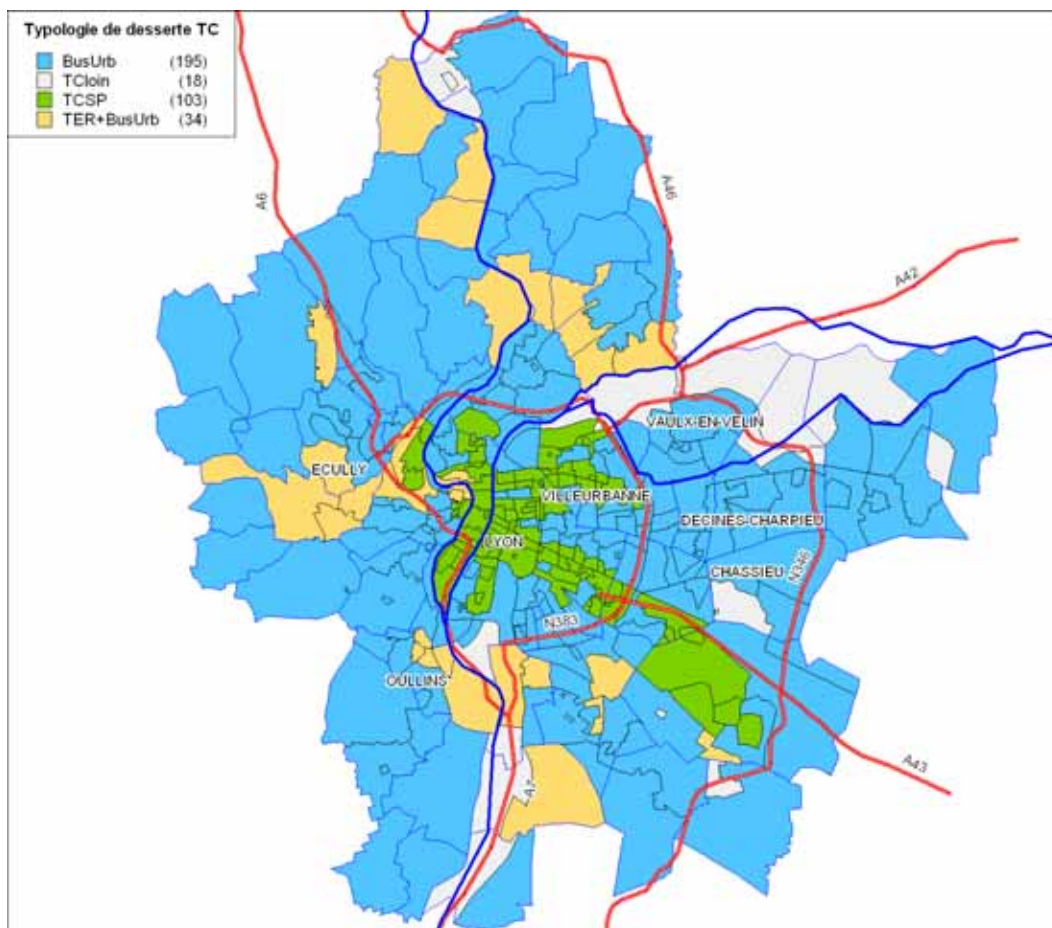 Typologie de desserte TC
BusUrb (195)
TCloin (18)
TCSP (103)
TER+BusUrb (34)
A6
A46
A42
VAULX-EN-VELIN
ECULLY
VILLEURBANNE
DECINES-CHARPIEU
LYON
CHASSIEU
N346
N383
OULLINS
A7
A43